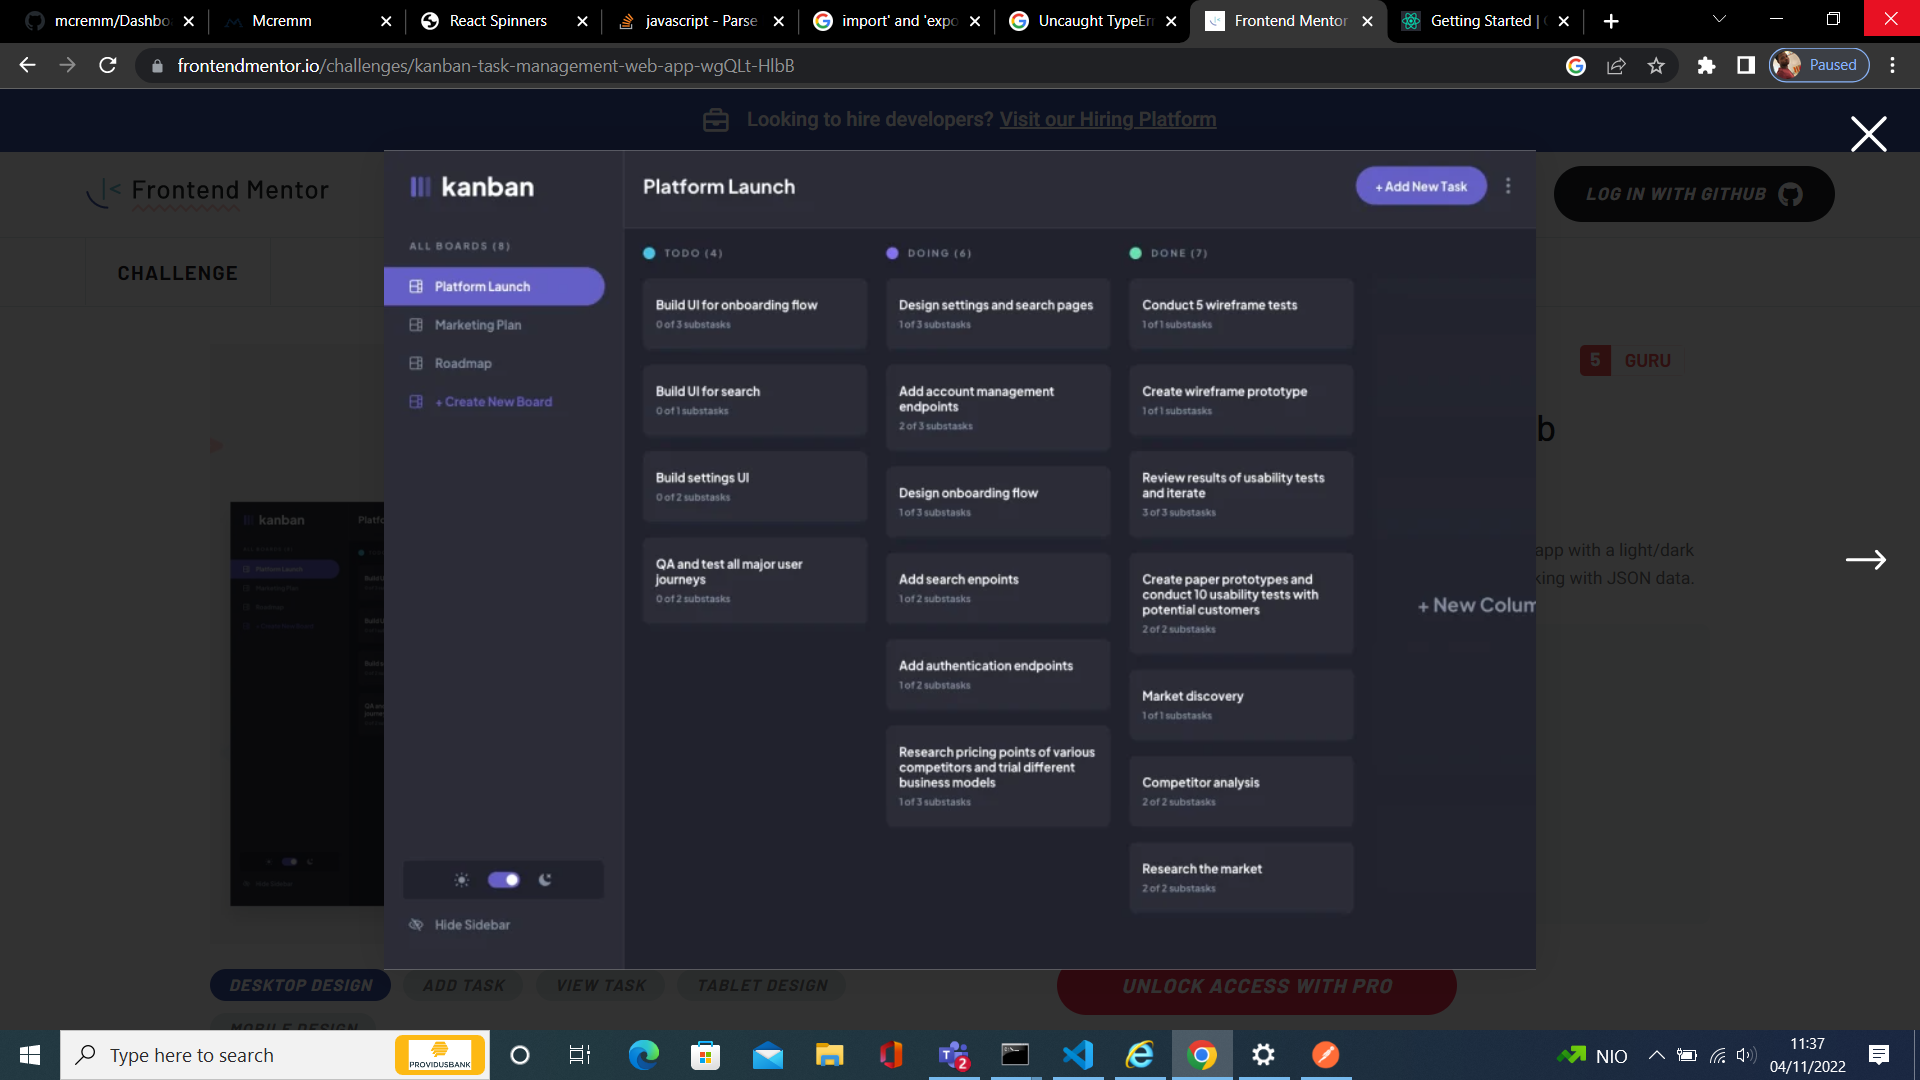 mcremm/Dashbo
Mcremm
React Spinners
javascript - Parse
import' and 'expo
Uncaught TypeErr
Frontend Mentor
Getting Started |
frontendmentor.io/challenges/kanban-task-management-web-app-wgQLt-HlbB
Paused
Looking to hire developers? Visit our Hiring Platform
Frontend Mentor
LOG IN WITH GITHUB
CHALLENGE
5 GURU
b
app with a light/dark
king with JSON data.
kanban
ALL BOARDS (8)
Platform Launch
Marketing Plan
Roadmap
+ Create New Board
Hide Sidebar
Platform Launch
+ Add New Task
TODO (4)
Build UI for onboarding flow
0 of 3 substasks
Build UI for search
0 of 1 substasks
Build settings UI
0 of 2 substasks
QA and test all major user
journeys
0 of 2 substasks
DOING (6)
Design settings and search pages
1 of 3 substasks
Add account management
endpoints
2 of 3 substasks
Design onboarding flow
1 of 3 substasks
Add search enpoints
1 of 2 substasks
Add authentication endpoints
1 of 2 substasks
Research pricing points of various
competitors and trial different
business models
1 of 3 substasks
DONE (7)
Conduct 5 wireframe tests
1 of 1 substasks
Create wireframe prototype
1 of 1 substasks
Review results of usability tests
and iterate
3 of 3 substasks
Create paper prototypes and
conduct 10 usability tests with
potential customers
2 of 2 substasks
Market discovery
1 of 1 substasks
Competitor analysis
2 of 2 substasks
Research the market
2 of 2 substasks
+ New Colum
kanban
Platfo
Platform Launch
Marketing Plan
Roadmap
Hide Sidebar
DESKTOP DESIGN
ADD TASK
VIEW TASK
TABLET DESIGN
MOBILE DESIGN
UNLOCK ACCESS WITH PRO
Type here to search
PROVIDUSBANK
2
NIO
11:37
04/11/2022